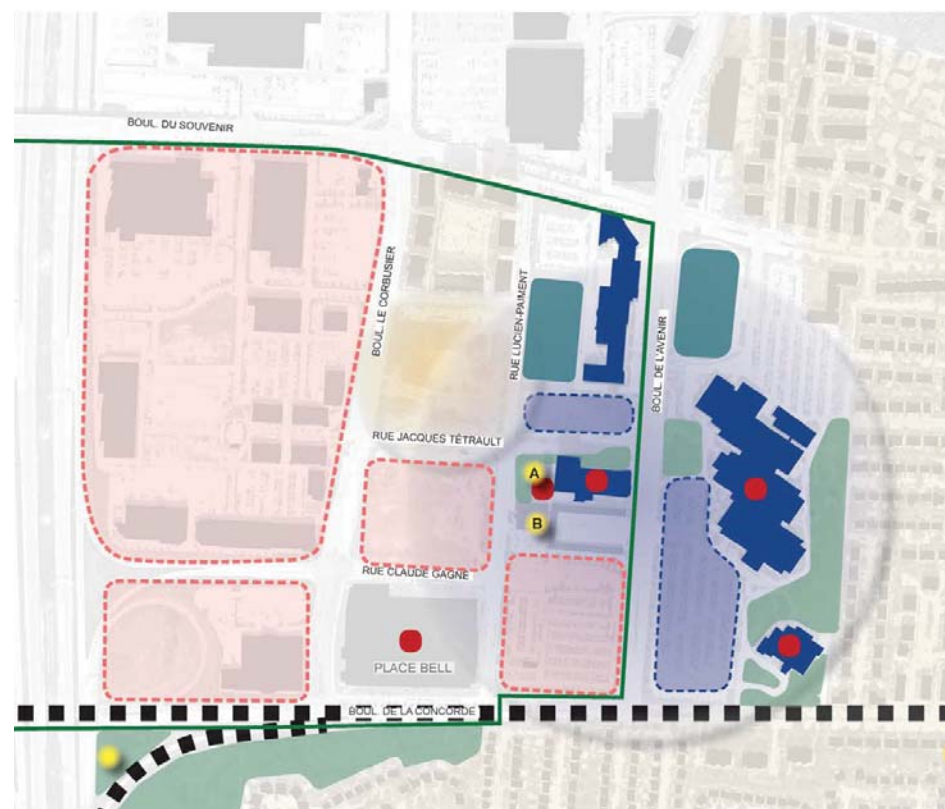 BOUL. DU SOUVENIR
BOUL. LE CORBUSIER
RUE LUCIEN-PAIMENT
BOUL. DE L'AVENIR
RUE JACQUES TÉTRAULT
A
B
RUE CLAUDE GAGNE
PLACE BELL
BOUL. DE LA CONCORDE